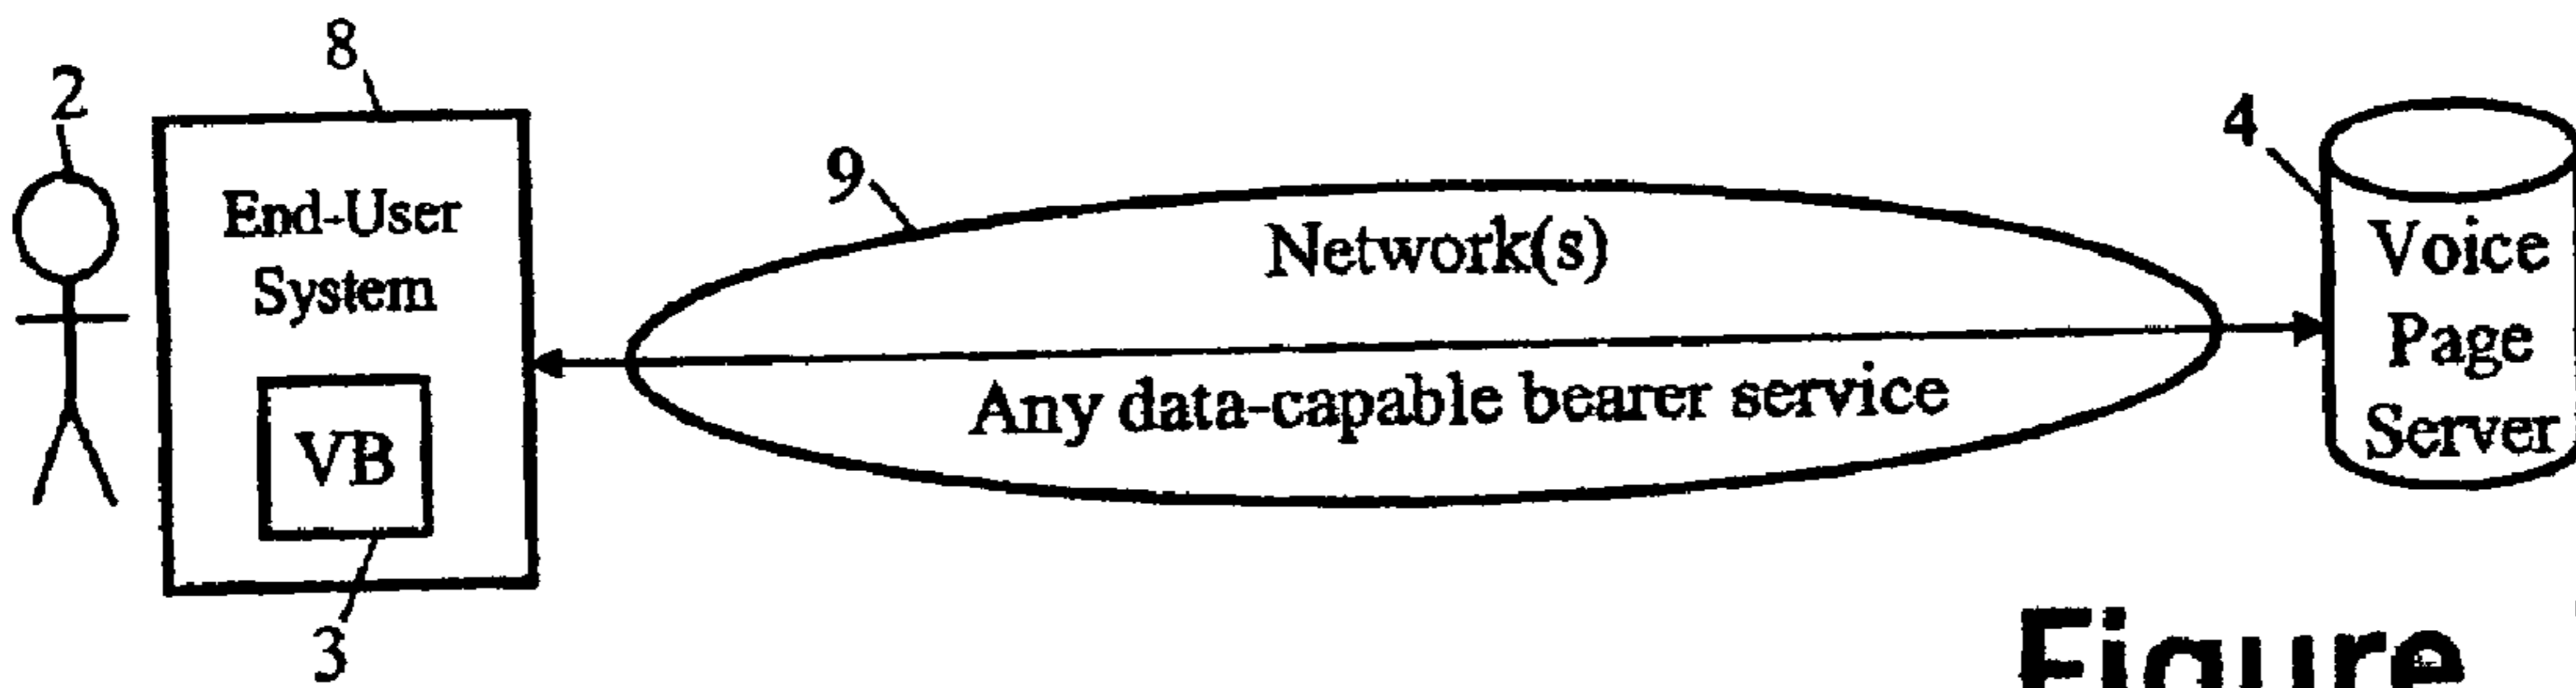 2
8
End-User
System
VB
3
9
Network(s)
Any data-capable bearer service
4
Voice
Page
Server
Figure